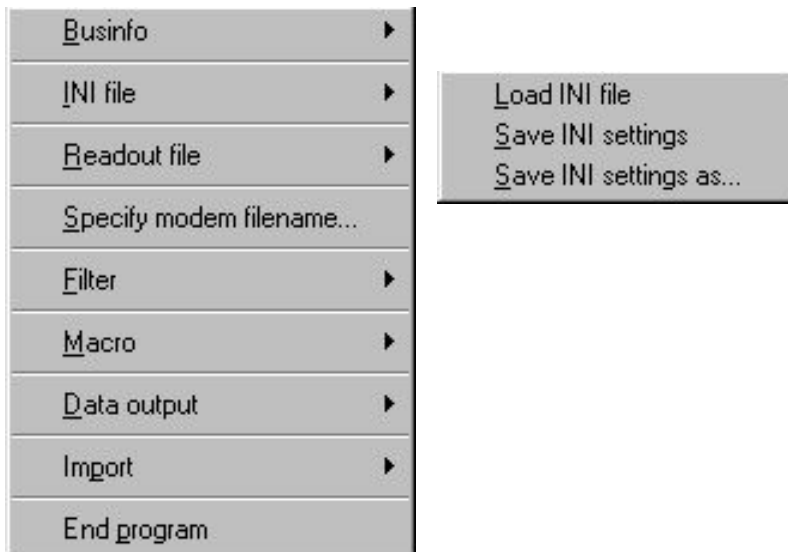 Businfo
INI file
Readout file
Specify modem filename...
Filter
Macro
Data output
Import
End program
Load INI file
Save INI settings
Save INI settings as...